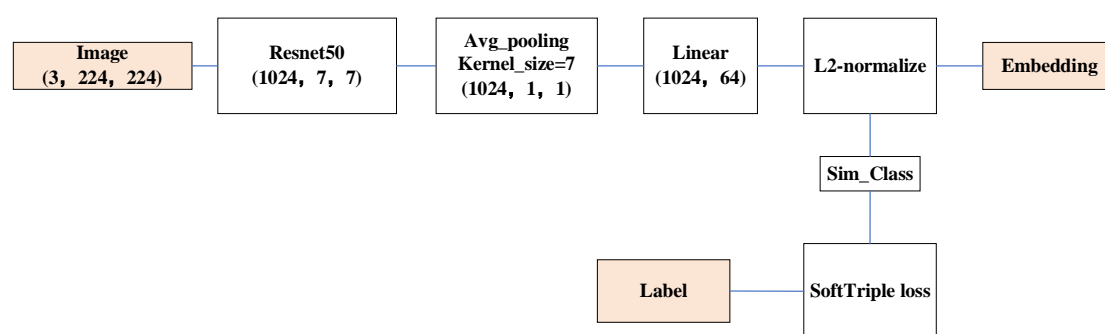 Image
(3, 224, 224)
Resnet50
(1024, 7, 7)
Avg_pooling
Kernel_size=7
(1024, 1, 1)
Linear
(1024, 64)
L2-normalize
Embedding
Sim_Class
Label
SoftTriple loss